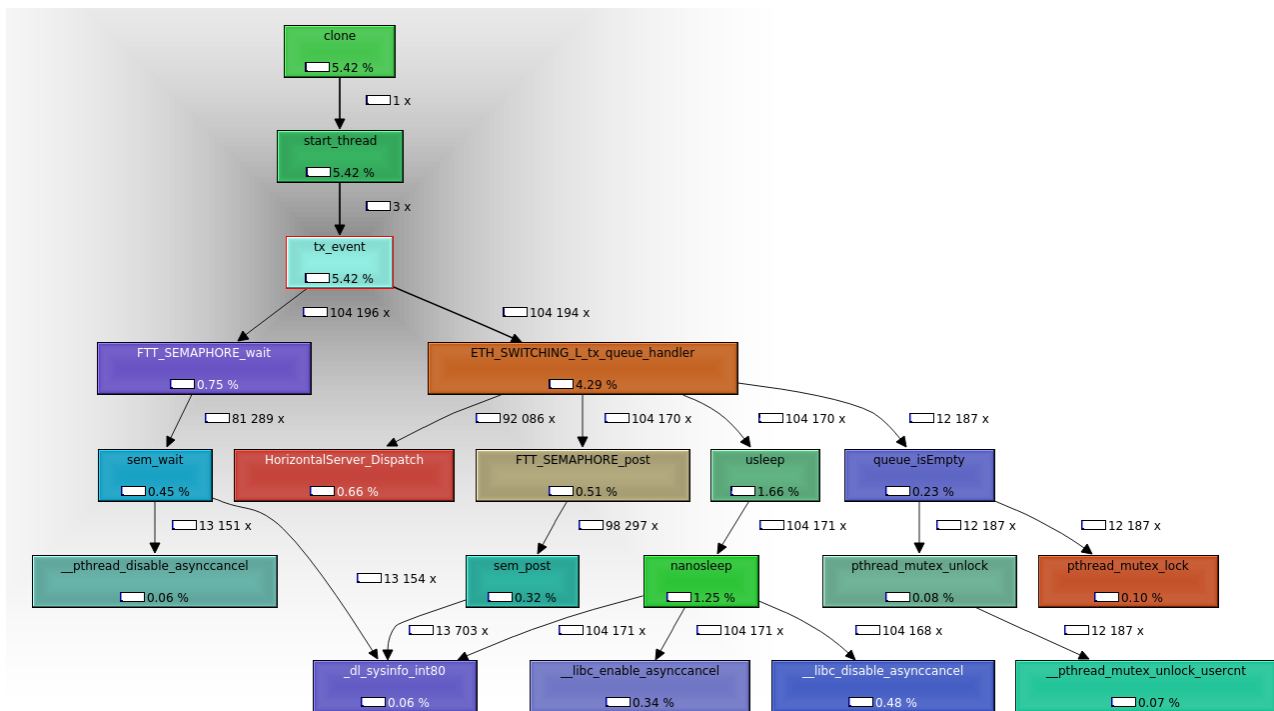 clone
5.42 %
1 x
start_thread
5.42 %
3 x
tx_event
5.42 %
104 196 x
104 194 x
FTT_SEMAPHORE_wait
0.75 %
ETH_SWITCHING_L_tx_queue_handler
4.29 %
81 289 x
92 086 x
104 170 x
104 170 x
12 187 x
sem_wait
0.45 %
HorizontalServer_Dispatch
0.66 %
FTT_SEMAPHORE_post
0.51 %
usleep
1.66 %
queue_isEmpty
0.23 %
13 151 x
98 297 x
104 171 x
12 187 x
12 187 x
__pthread_disable_asynccancel
0.06 %
13 154 x
sem_post
0.32 %
nanosleep
1.25 %
pthread_mutex_unlock
0.08 %
pthread_mutex_lock
0.10 %
13 703 x
104 171 x
104 171 x
104 168 x
12 187 x
_dl_sysinfo_int80
0.06 %
__libc_enable_asynccancel
0.34 %
__libc_disable_asynccancel
0.48 %
__pthread_mutex_unlock_usercnt
0.07 %